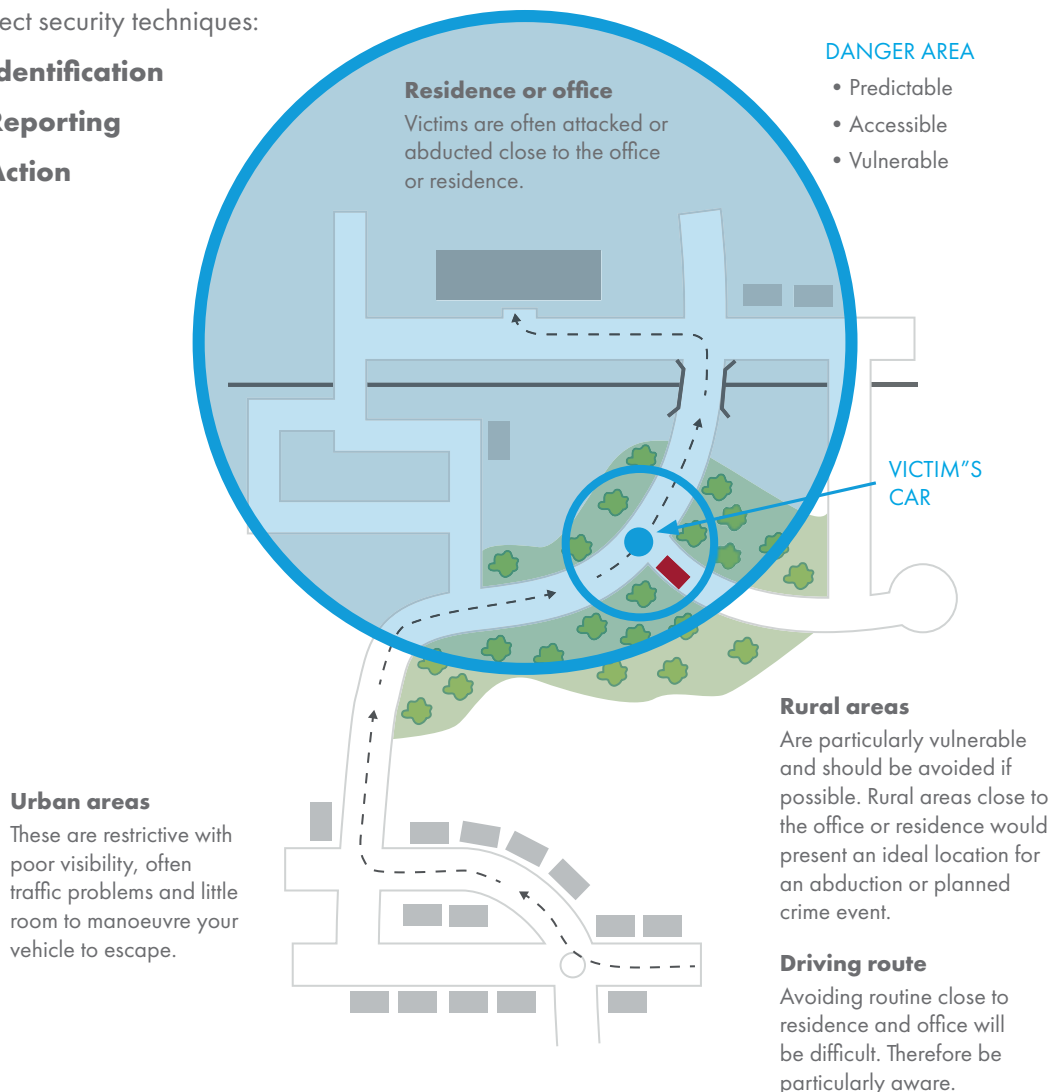 ect security techniques:
dentification
Reporting
Action
Residence or office
Victims are often attacked or
abducted close to the office
or residence.
DANGER AREA
• Predictable
• Accessible
• Vulnerable
VICTIM”S
CAR
Urban areas
These are restrictive with
poor visibility, often
traffic problems and little
room to manoeuvre your
vehicle to escape.
Rural areas
Are particularly vulnerable
and should be avoided if
possible. Rural areas close to
the office or residence would
present an ideal location for
an abduction or planned
crime event.
Driving route
Avoiding routine close to
residence and office will
be difficult. Therefore be
particularly aware.